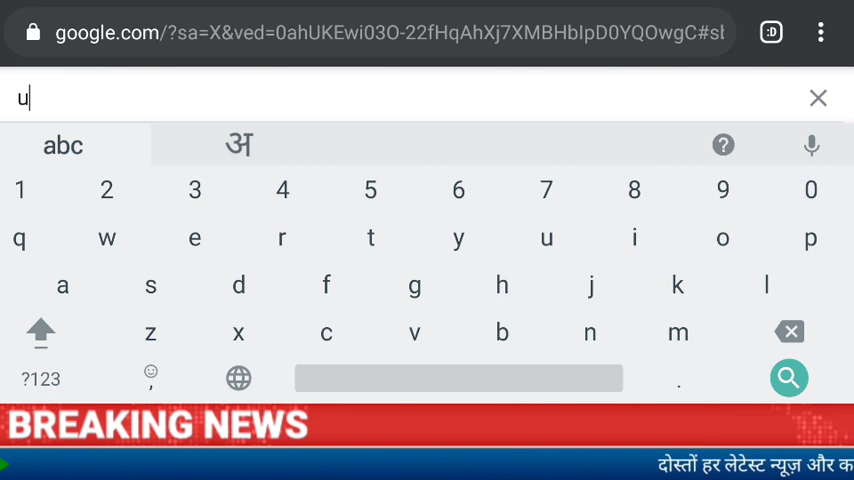 google.com/?sa=X&ved=0ahUKEwi03O-22fHqAhXj7XMBHbIpD0YQOwgC#sb
:D
u
abc अ
1 2 3 4 5 6 7 8 9 0
q w e r t y u i o p
a s d f g h j k l
z x c v b n m
?123 , .
BREAKING NEWS
दोस्तों हर लेटेस्ट न्यूज़ और क